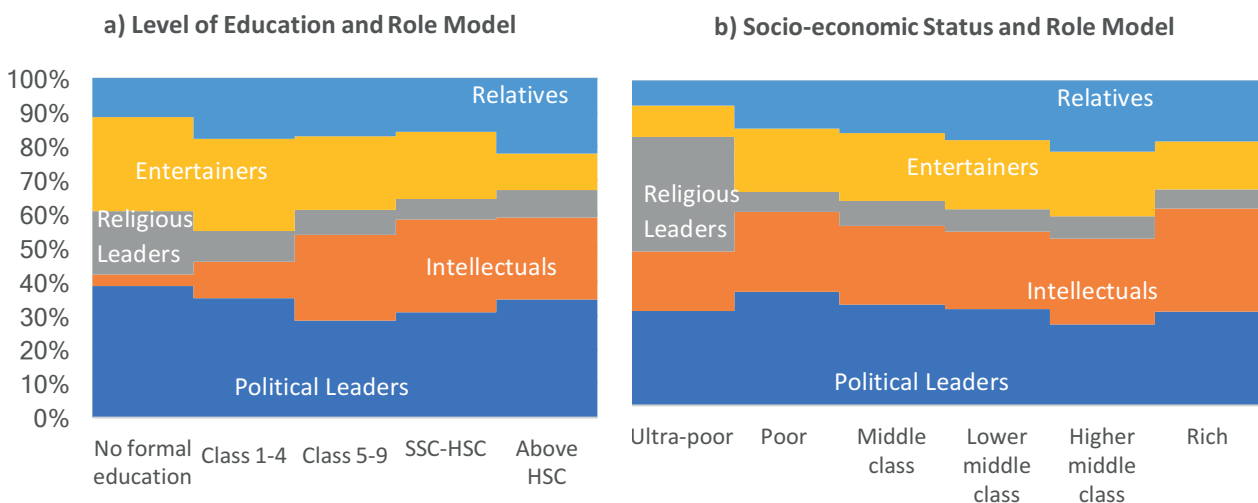 a) Level of Education and Role Model
100%
90%
80%
70%
60%
50%
40%
30%
20%
10%
0%
Relatives
Entertainers
Religious
Leaders
Intellectuals
Political Leaders
No formal
education
Class 1-4
Class 5-9
SSC-HSC
Above
HSC
b) Socio-economic Status and Role Model
Relatives
Entertainers
Religious
Leaders
Intellectuals
Political Leaders
Ultra-poor
Poor
Middle
class
Lower
middle
class
Higher
middle
class
Rich